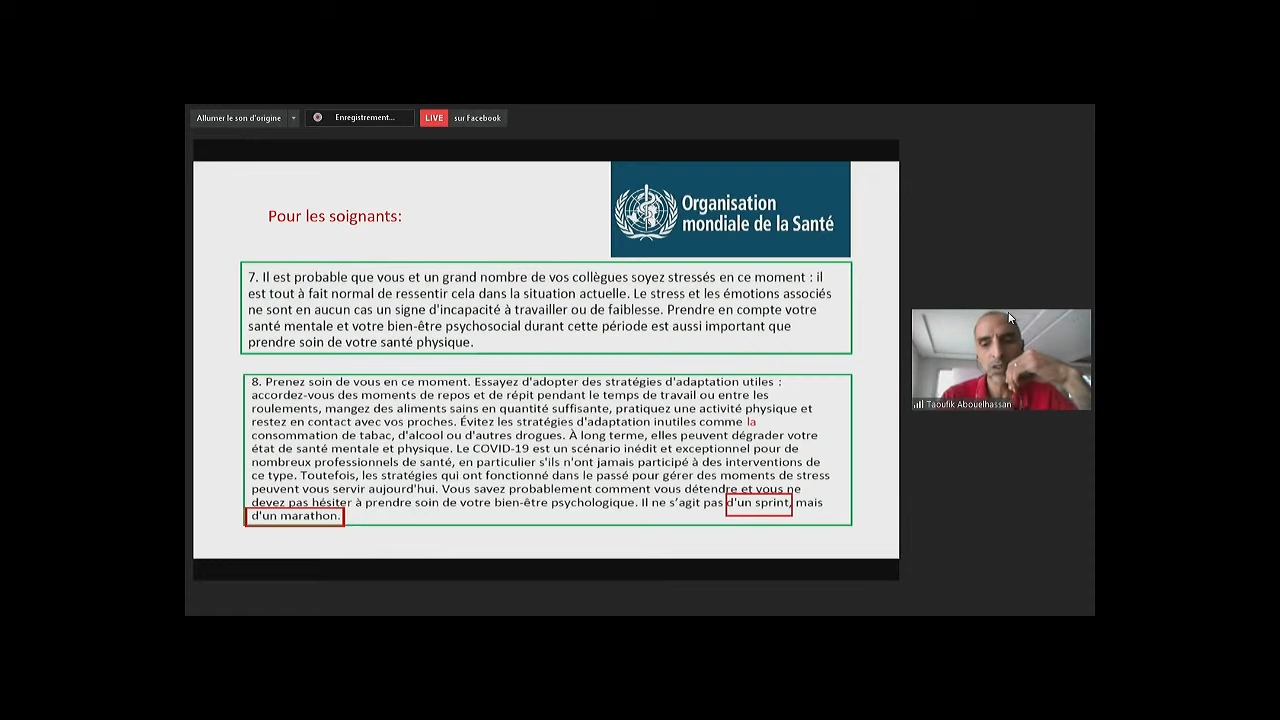 Allumer le son d'origine
Enregistrement...
LIVE sur Facebook
Pour les soignants:
Organisation
mondiale de la Santé
7. Il est probable que vous et un grand nombre de vos collègues soyez stressés en ce moment : il
est tout à fait normal de ressentir cela dans la situation actuelle. Le stress et les émotions associés
ne sont en aucun cas un signe d'incapacité à travailler ou de faiblesse. Prendre en compte votre
santé mentale et votre bien-être psychosocial durant cette période est aussi important que
prendre soin de votre santé physique.
8. Prenez soin de vous en ce moment. Essayez d'adopter des stratégies d'adaptation utiles :
accordez-vous des moments de repos et de répit pendant le temps de travail ou entre les
roulements, mangez des aliments sains en quantité suffisante, pratiquez une activité physique et
restez en contact avec vos proches. Évitez les stratégies d'adaptation inutiles comme la
consommation de tabac, d'alcool ou d'autres drogues. À long terme, elles peuvent dégrader votre
état de santé mentale et physique. Le COVID-19 est un scénario inédit et exceptionnel pour de
nombreux professionnels de santé, en particulier s'ils n'ont jamais participé à des interventions de
ce type. Toutefois, les stratégies qui ont fonctionné dans le passé pour gérer des moments de stress
peuvent vous servir aujourd'hui. Vous savez probablement comment vous détendre et vous ne
devez pas hésiter à prendre soin de votre bien-être psychologique. Il ne s’agit pas d'un sprint, mais
d'un marathon.
Taoufik Abouelhassan